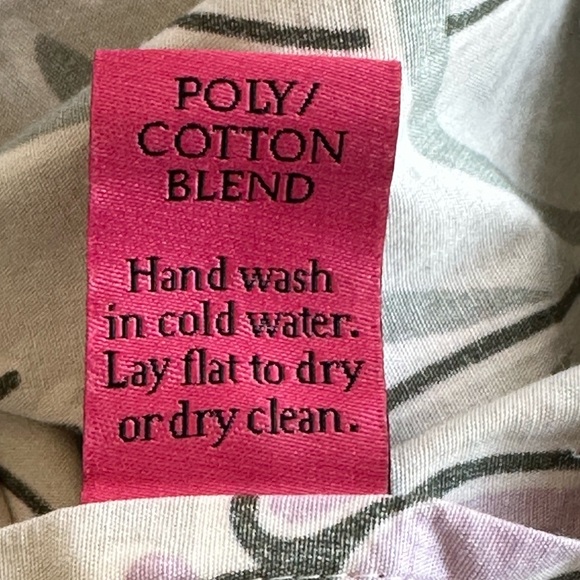 POLY/
COTTON
BLEND
Hand wash
in cold water.
Lay flat to dry
or dry clean.